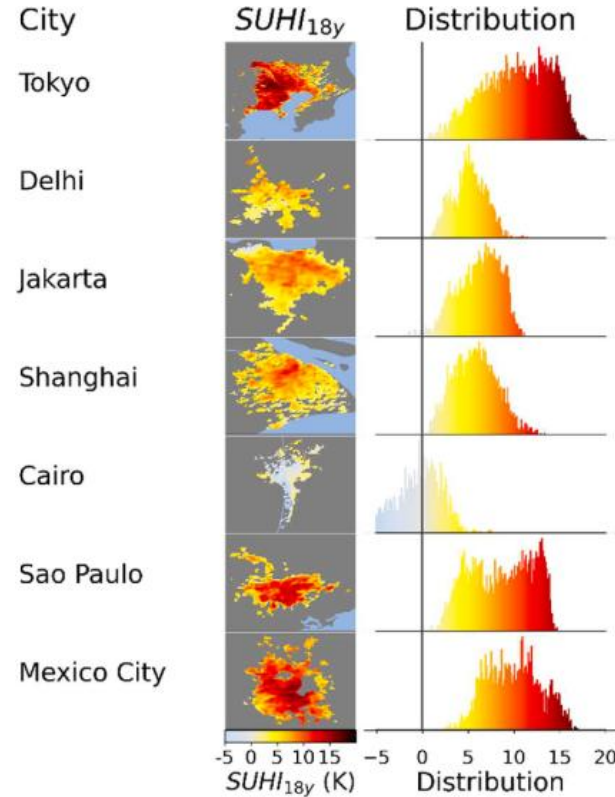 City SUHI18y Distribution
Tokyo
Delhi
Jakarta
Shanghai
Cairo
Sao Paulo
Mexico City
-5 0 5 10 15 −5 0 5 10 15 20
SUHI18y (K) Distribution